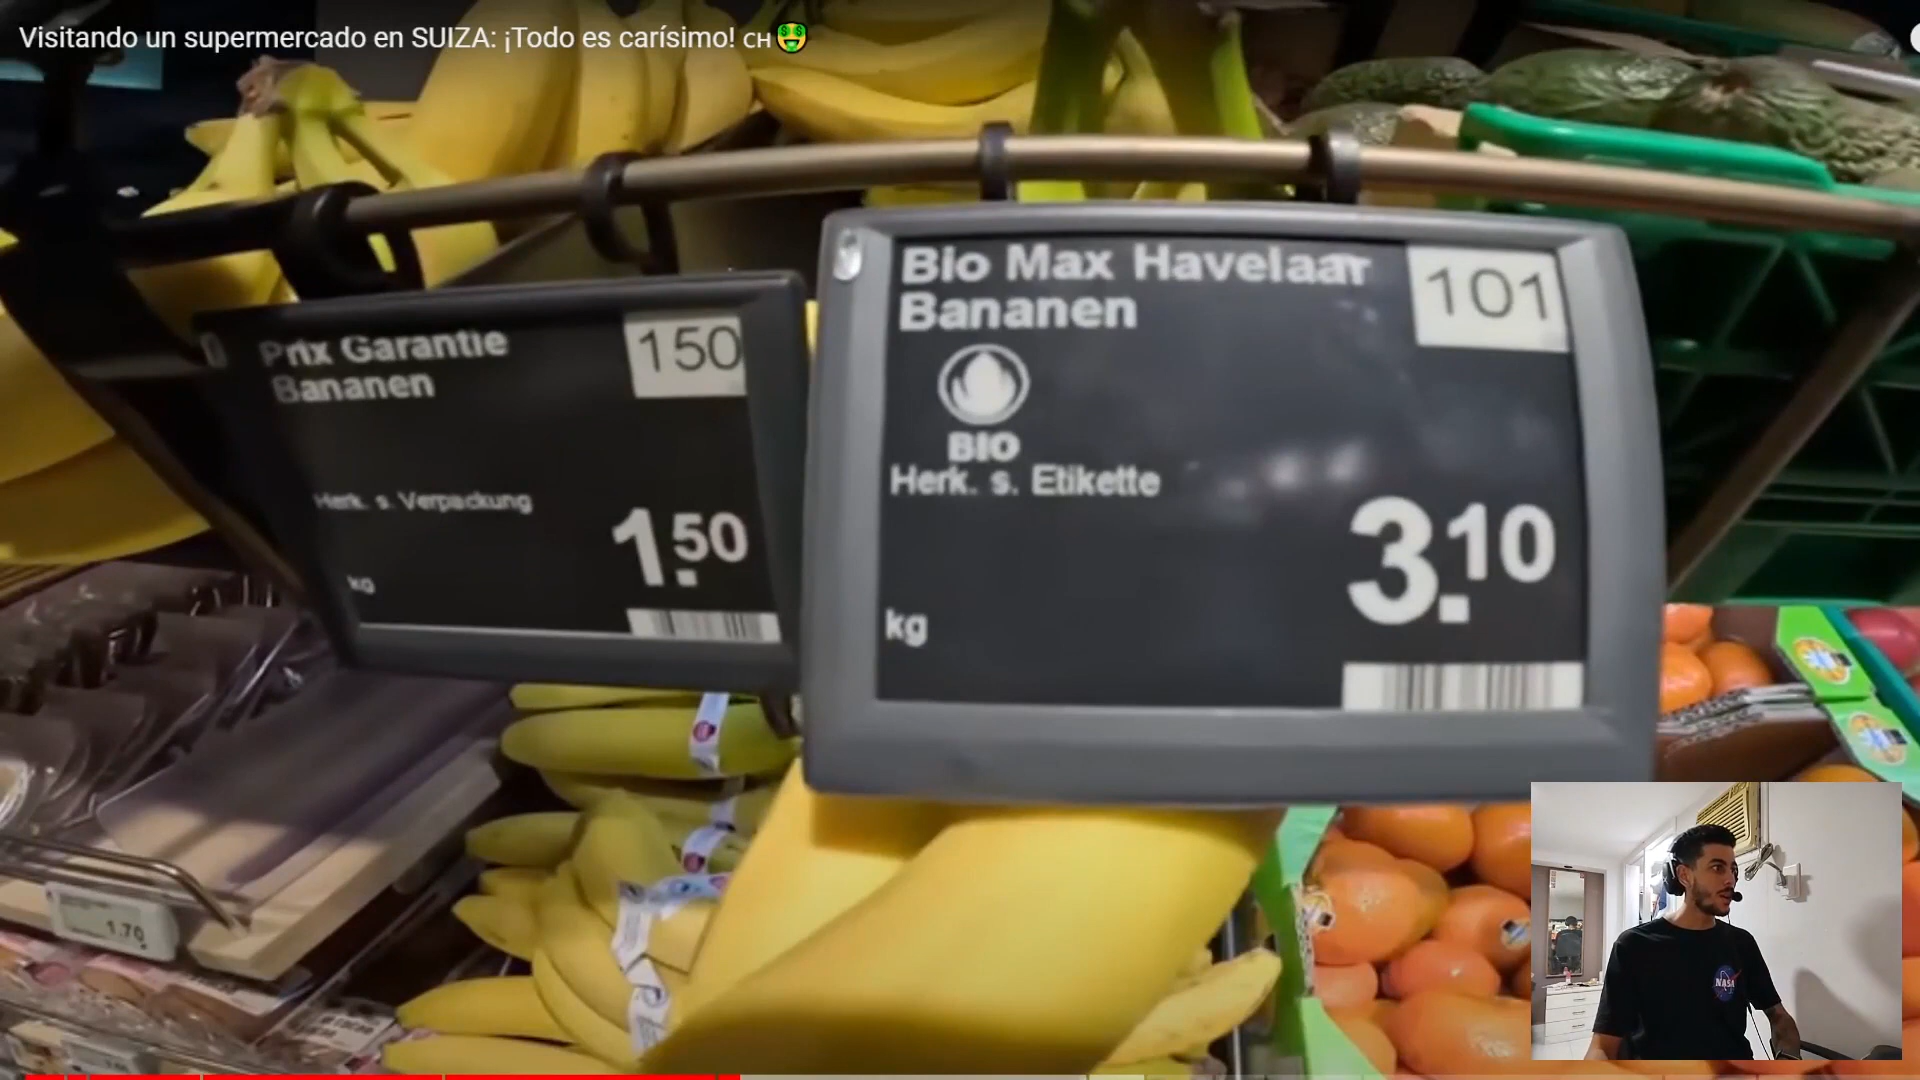 Visitando un supermercado en SUIZA: ¡Todo es carísimo! CH🤑
Prix Garantie
Bananen
150
Herk. s. Verpackung
1.50
kg
Bio Max Havelaar
Bananen
101
BIO
Herk. s. Etikette
3.10
kg
1.70
NASA